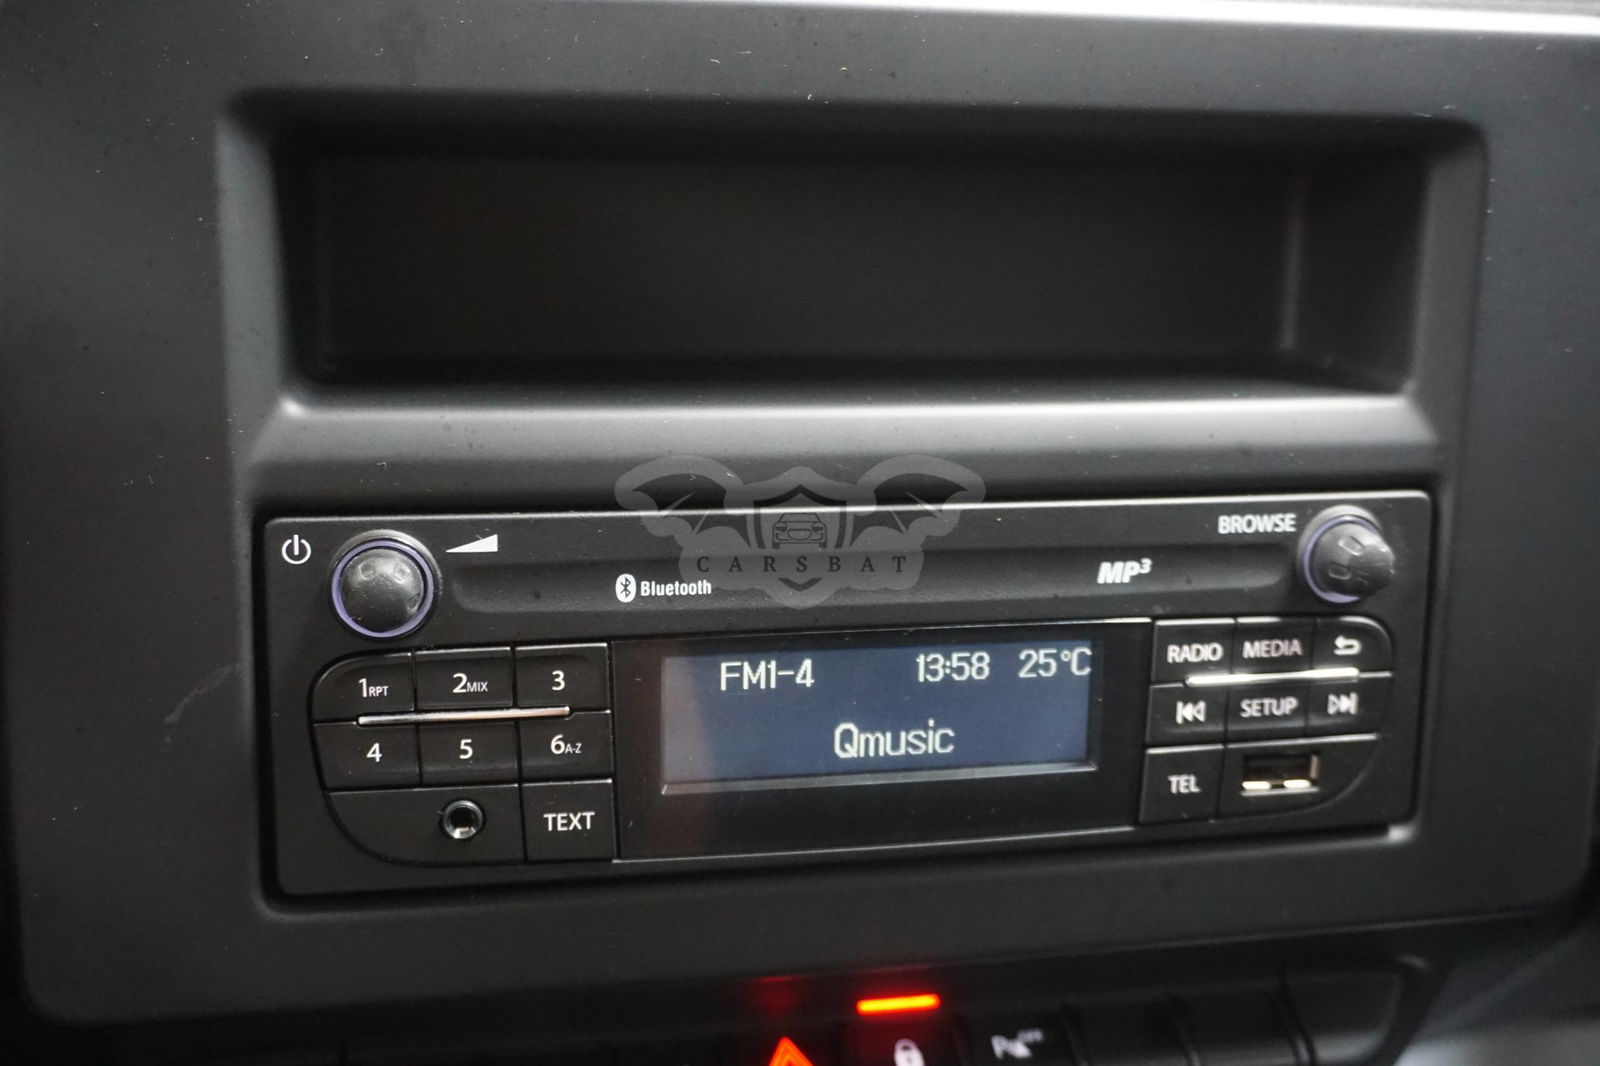 BROWSE
CARSBAT
Bluetooth
MP3
1RPT 2MIX 3
4 5 6A-Z
TEXT
FM1-4 13:58 25°C
Qmusic
RADIO MEDIA
SETUP
TEL
P OFF